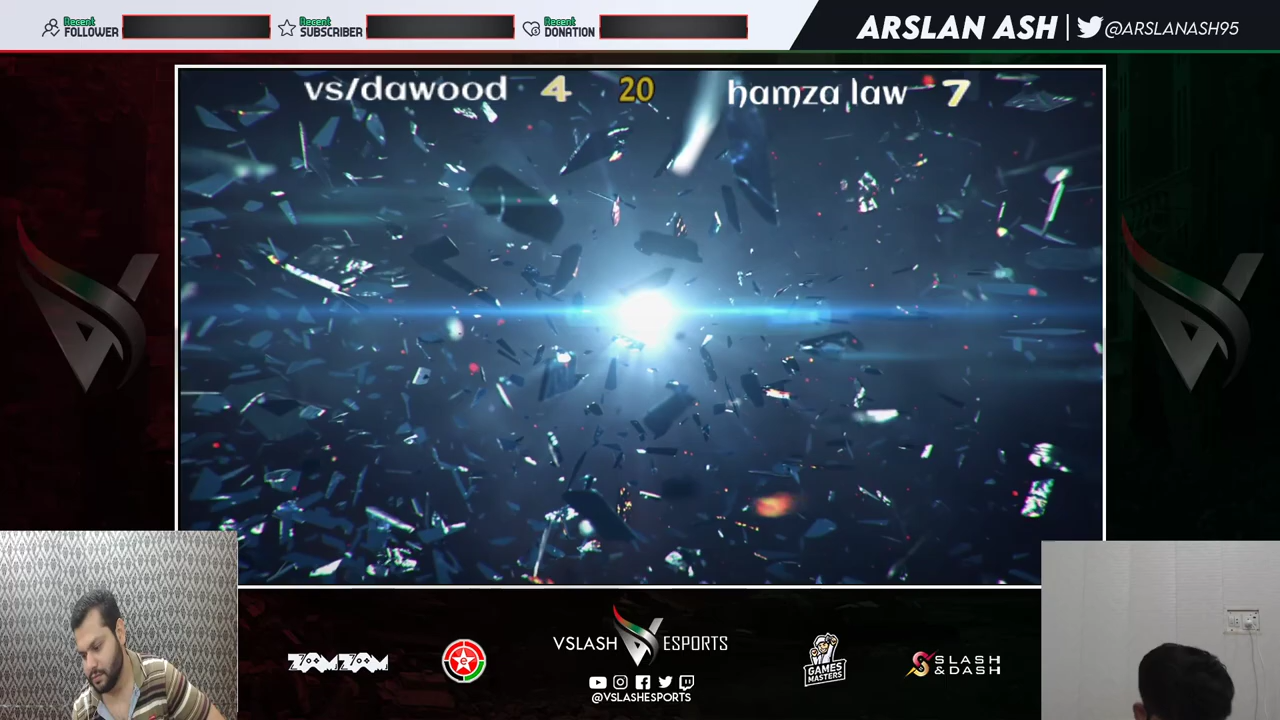 Recent FOLLOWER
Recent SUBSCRIBER
Recent DONATION
ARSLAN ASH | @ARSLANASH95
vs/dawood 4 20 hamza law 7
ZAMZAM
VSLASH ESPORTS
@VSLASHESPORTS
GAMES MASTERS
SLASH & DASH